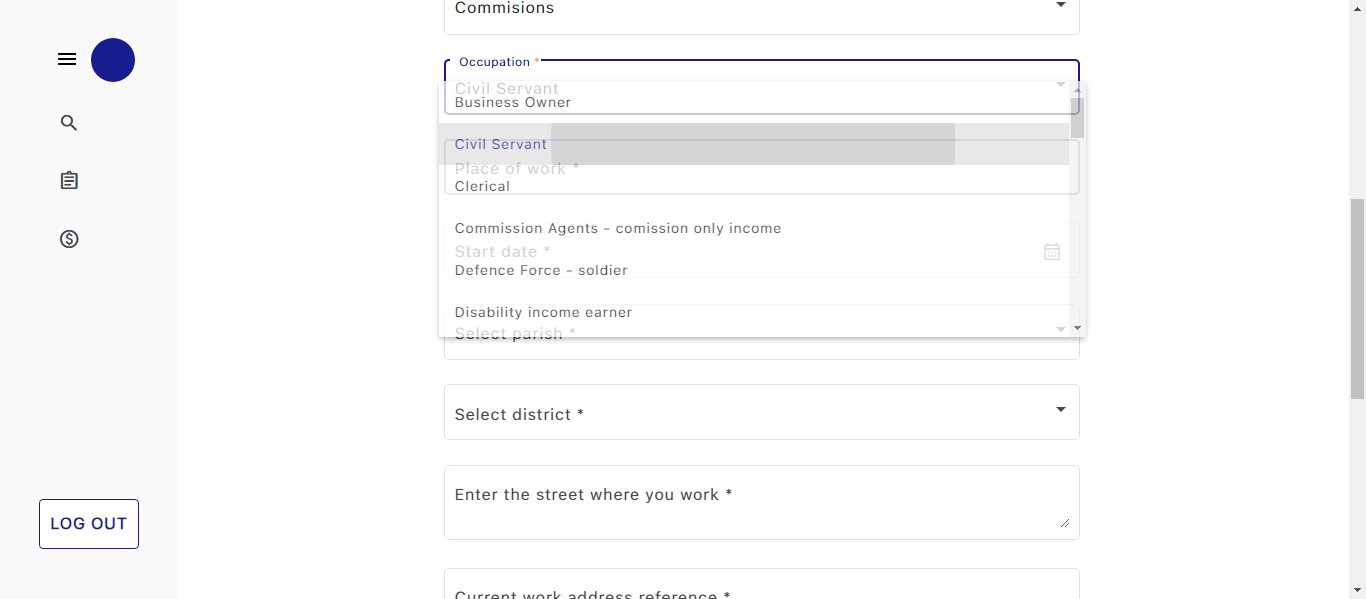 Commisions
Occupation *
Civil Servant
Business Owner
Civil Servant
Place of work *
Clerical
Commission Agents - comission only income
Start date *
Defence Force - soldier
Disability income earner
Select parish *
Select district *
Enter the street where you work *
LOG OUT
Current work address reference *